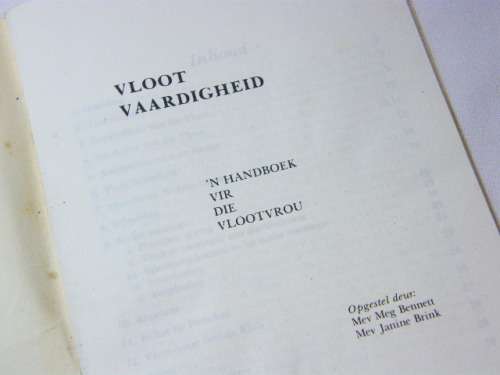 VLOOT
VAARDIGHEID
'N HANDBOEK
VIR
DIE
VLOOTVROU
Opgestel deur:
Mev Meg Bennett
Mev Janine Brink